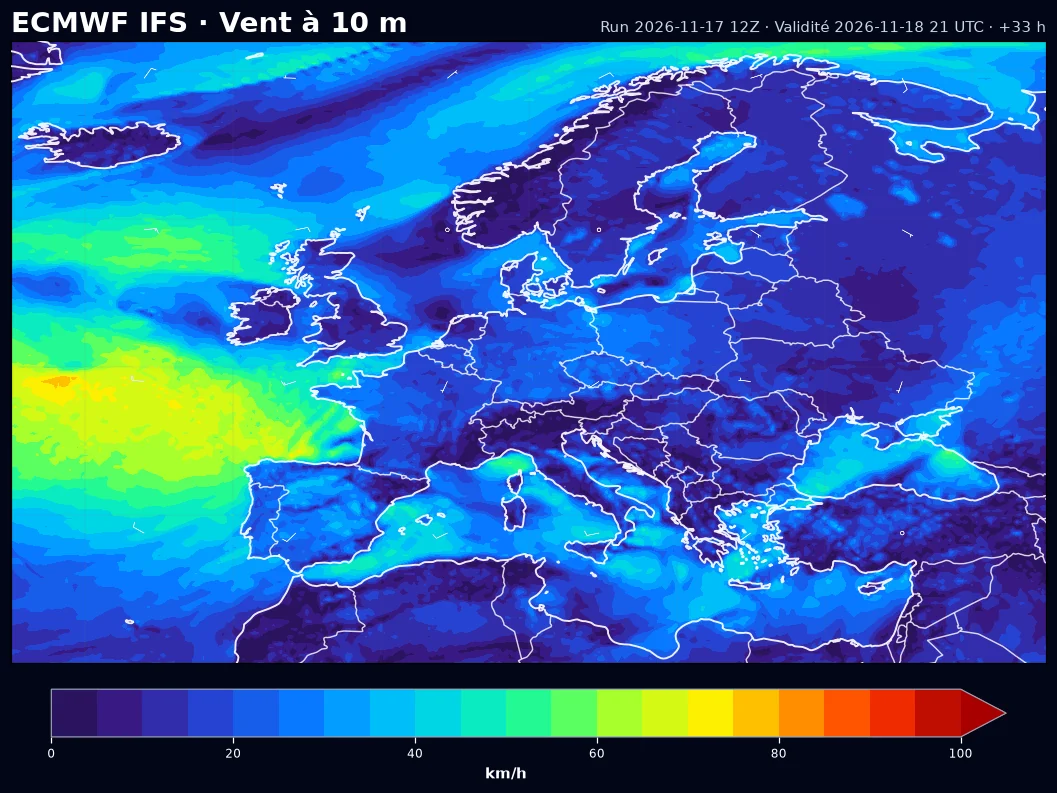 ECMWF IFS · Vent à 10 m
Run 2026-11-17 12Z · Validité 2026-11-18 21 UTC · +33 h
0 20 40 60 80 100
km/h